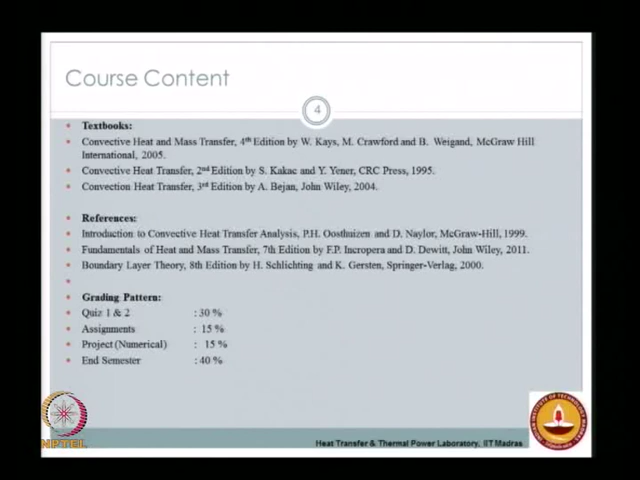 Course Content
4
Textbooks:
Convective Heat and Mass Transfer, 4th Edition by W. Kays, M. Crawford and B. Weigand, McGraw Hill
International, 2005.
Convective Heat Transfer, 2nd Edition by S. Kakac and Y. Yener, CRC Press, 1995.
Convection Heat Transfer, 3rd Edition by A. Bejan, John Wiley, 2004.
References:
Introduction to Convective Heat Transfer Analysis, P.H. Oosthuizen and D. Naylor, McGraw-Hill, 1999.
Fundamentals of Heat and Mass Transfer, 7th Edition by F.P. Incropera and D. Dewitt, John Wiley, 2011.
Boundary Layer Theory, 8th Edition by H. Schlichting and K. Gersten, Springer-Verlag, 2000.
Grading Pattern:
Quiz 1 & 2 : 30 %
Assignments : 15 %
Project (Numerical) : 15 %
End Semester : 40 %
NPTEL
Heat Transfer & Thermal Power Laboratory, IIT Madras